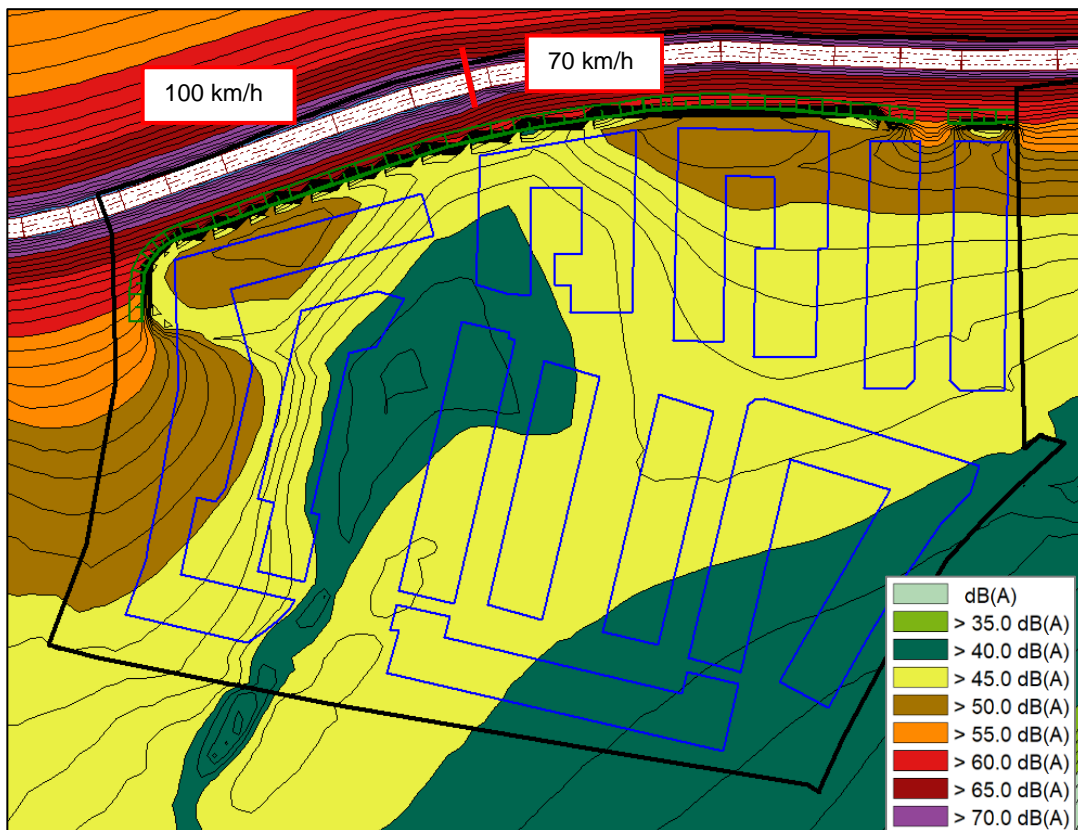 70 km/h
100 km/h
dB(A)
> 35.0 dB(A)
> 40.0 dB(A)
> 45.0 dB(A)
> 50.0 dB(A)
> 55.0 dB(A)
> 60.0 dB(A)
> 65.0 dB(A)
> 70.0 dB(A)